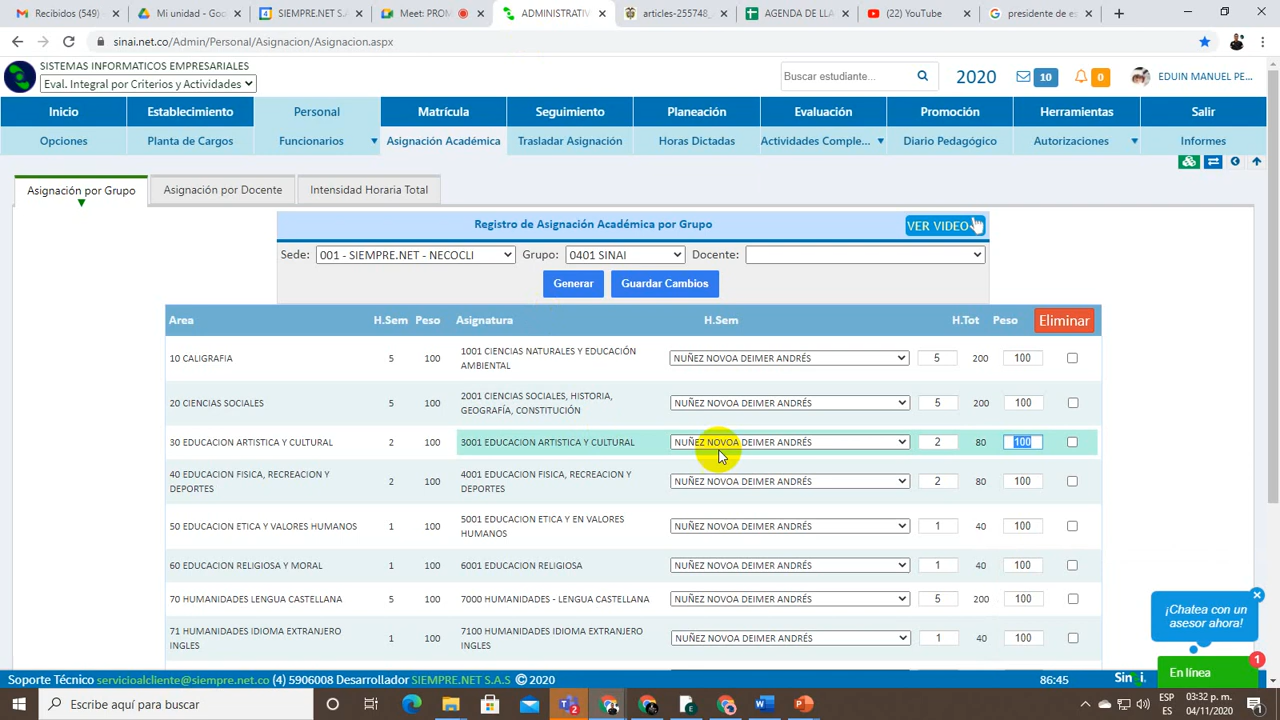 Recibidos (549)
Mi unidad - Goo
SIEMPRE.NET S.A
Meet: PROM
ADMINISTRATIV
articles-255748_
AGENDA DE LLA
(22) YouTube
presidente de es
sinai.net.co/Admin/Personal/Asignacion/Asignacion.aspx
SISTEMAS INFORMATICOS EMPRESARIALES
Eval. Integral por Criterios y Actividades
Buscar estudiante...
2020
10
0
EDUIN MANUEL PE...
Inicio
Establecimiento
Personal
Matrícula
Seguimiento
Planeación
Evaluación
Promoción
Herramientas
Salir
Opciones
Planta de Cargos
Funcionarios
Asignación Académica
Trasladar Asignación
Horas Dictadas
Actividades Comple...
Diario Pedagógico
Autorizaciones
Informes
Asignación por Grupo
Asignación por Docente
Intensidad Horaria Total
Registro de Asignación Académica por Grupo
VER VIDEO
Sede: 001 - SIEMPRE.NET - NECOCLI Grupo: 0401 SINAI Docente:
Generar
Guardar Cambios
Area H.Sem Peso Asignatura H.Sem H.Tot Peso Eliminar
10 CALIGRAFIA 5 100 1001 CIENCIAS NATURALES Y EDUCACIÓN
AMBIENTAL NUÑEZ NOVOA DEIMER ANDRÉS 5 200 100
20 CIENCIAS SOCIALES 5 100 2001 CIENCIAS SOCIALES, HISTORIA,
GEOGRAFÍA, CONSTITUCIÓN NUÑEZ NOVOA DEIMER ANDRÉS 5 200 100
30 EDUCACION ARTISTICA Y CULTURAL 2 100 3001 EDUCACION ARTISTICA Y CULTURAL NUÑEZ NOVOA DEIMER ANDRÉS 2 80 100
40 EDUCACION FISICA, RECREACION Y
DEPORTES 2 100 4001 EDUCACION FISICA, RECREACION Y
DEPORTES NUÑEZ NOVOA DEIMER ANDRÉS 2 80 100
50 EDUCACION ETICA Y VALORES HUMANOS 1 100 5001 EDUCACION ETICA Y EN VALORES
HUMANOS NUÑEZ NOVOA DEIMER ANDRÉS 1 40 100
60 EDUCACION RELIGIOSA Y MORAL 1 100 6001 EDUCACION RELIGIOSA NUÑEZ NOVOA DEIMER ANDRÉS 1 40 100
70 HUMANIDADES LENGUA CASTELLANA 5 100 7000 HUMANIDADES - LENGUA CASTELLANA NUÑEZ NOVOA DEIMER ANDRÉS 5 200 100
71 HUMANIDADES IDIOMA EXTRANJERO
INGLES 1 100 7100 HUMANIDADES IDIOMA EXTRANJERO
INGLES NUÑEZ NOVOA DEIMER ANDRÉS 1 40 100
¡Chatea con un
asesor ahora!
1
En línea
Soporte Técnico servicioalcliente@siempre.net (4) 5906008 Desarrollador SIEMPRE.NET S.A.S © 2020
86:45
Sin i.
Escribe aquí para buscar
ESP
ES
03:32 p. m.
04/11/2020